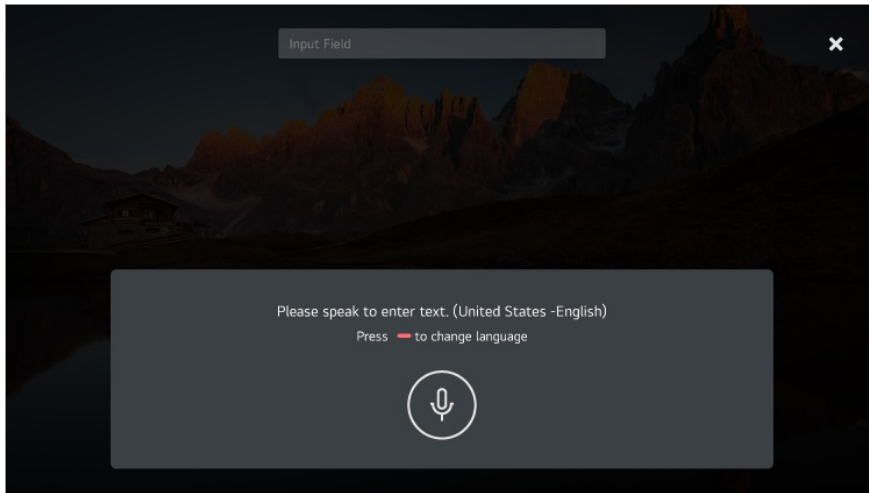 Input Field
Please speak to enter text. (United States -English)
Press to change language